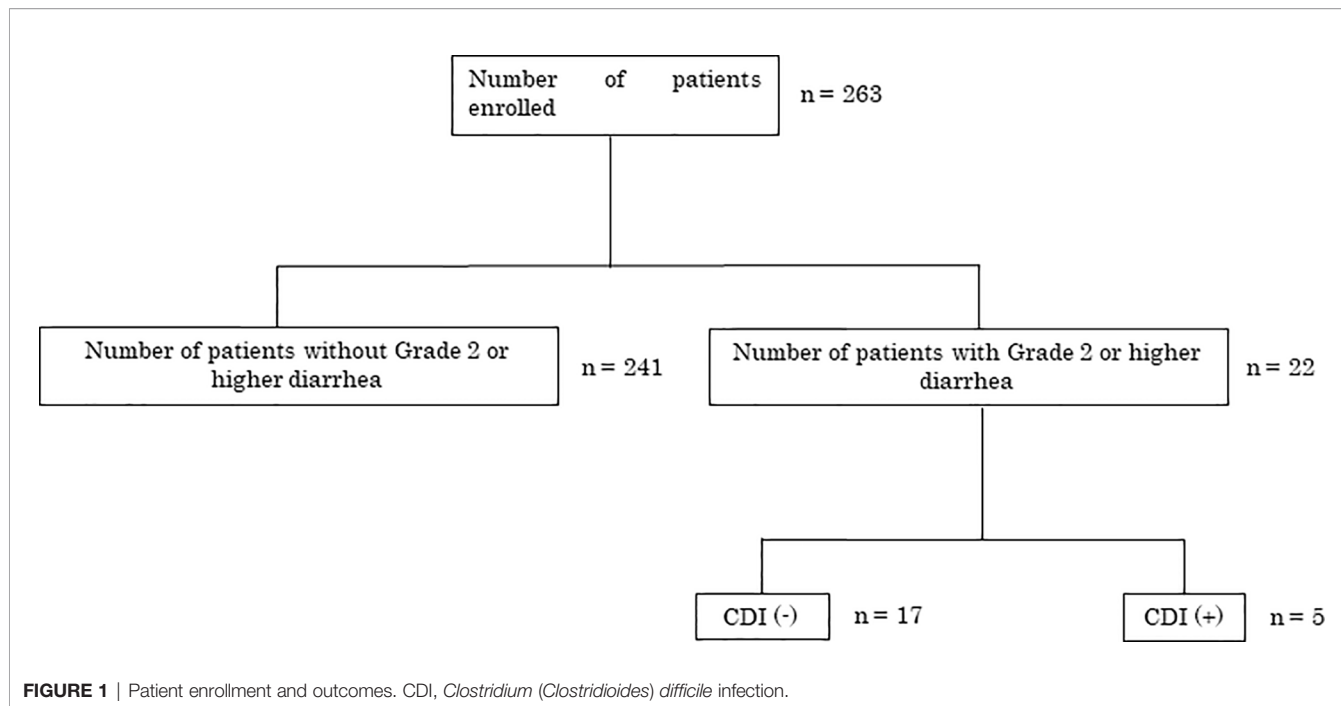 Number of patients
enrolled
n = 263
Number of patients without Grade 2 or
higher diarrhea
n = 241
Number of patients with Grade 2 or higher
diarrhea
n = 22
CDI (-)
n = 17
CDI (+)
n = 5
FIGURE 1 | Patient enrollment and outcomes. CDI, Clostridium (Clostridioides) difficile infection.